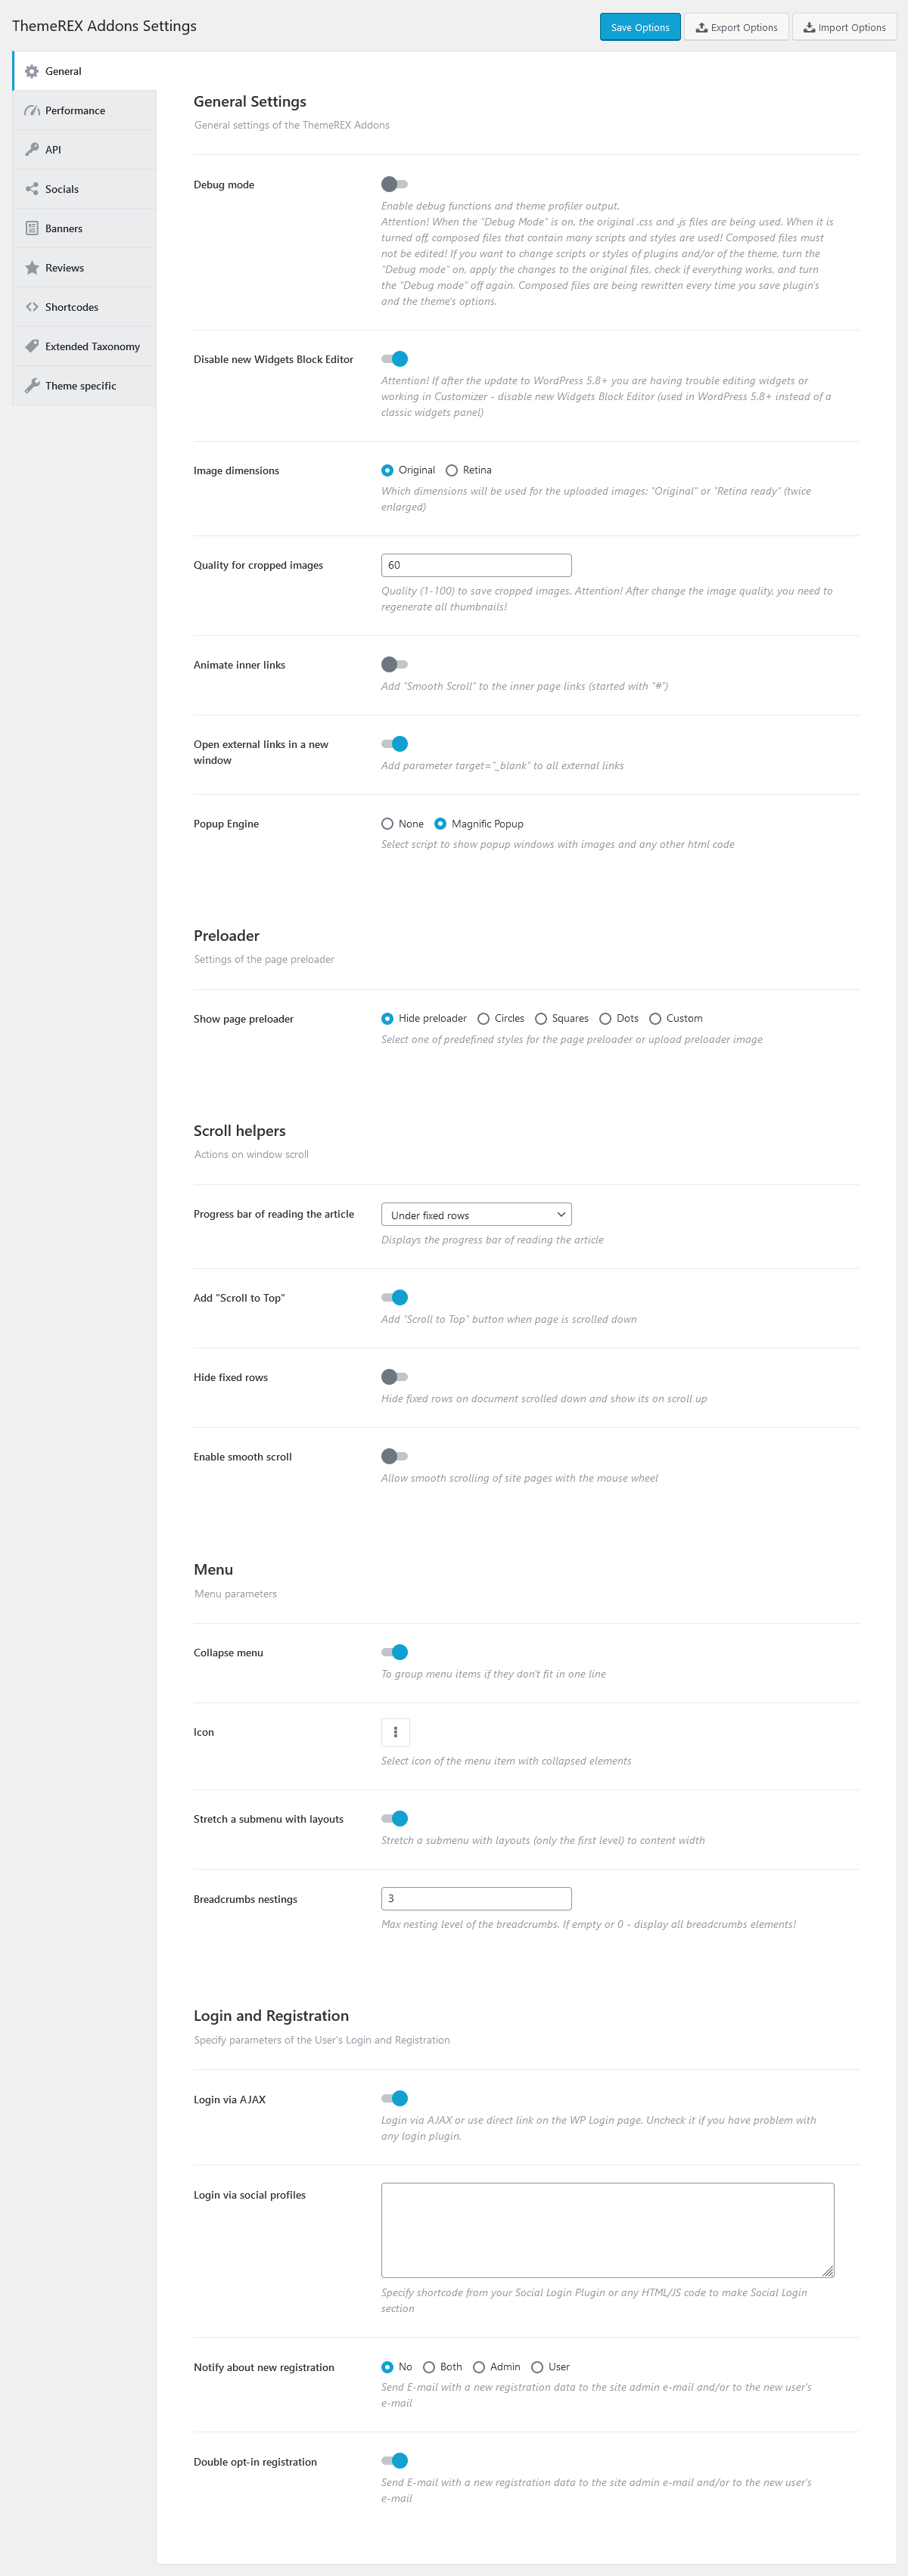 ThemeREX Addons Settings
Save Options
Export Options
Import Options
General
Performance
API
Socials
Banners
Reviews
Shortcodes
Extended Taxonomy
Theme specific
General Settings
General settings of the ThemeREX Addons
Debug mode
Enable debug functions and theme profiler output.
Attention! When the "Debug Mode" is on, the original .css and .js files are being used. When it is
turned off, composed files that contain many scripts and styles are used! Composed files must
not be edited! If you want to change scripts or styles of plugins and/or of the theme, turn the
"Debug mode" on, apply the changes to the original files, check if everything works, and turn
the "Debug mode" off again. Composed files are being rewritten every time you save plugin's
and the theme's options.
Disable new Widgets Block Editor
Attention! If after the update to WordPress 5.8+ you are having trouble editing widgets or
working in Customizer - disable new Widgets Block Editor (used in WordPress 5.8+ instead of a
classic widgets panel)
Image dimensions
Original Retina
Which dimensions will be used for the uploaded images: "Original" or "Retina ready" (twice
enlarged)
Quality for cropped images
60
Quality (1-100) to save cropped images. Attention! After change the image quality, you need to
regenerate all thumbnails!
Animate inner links
Add "Smooth Scroll" to the inner page links (started with "#")
Open external links in a new
window
Add parameter target="_blank" to all external links
Popup Engine
None Magnific Popup
Select script to show popup windows with images and any other html code
Preloader
Settings of the page preloader
Show page preloader
Hide preloader Circles Squares Dots Custom
Select one of predefined styles for the page preloader or upload preloader image
Scroll helpers
Actions on window scroll
Progress bar of reading the article
Under fixed rows
Displays the progress bar of reading the article
Add "Scroll to Top"
Add "Scroll to Top" button when page is scrolled down
Hide fixed rows
Hide fixed rows on document scrolled down and show its on scroll up
Enable smooth scroll
Allow smooth scrolling of site pages with the mouse wheel
Menu
Menu parameters
Collapse menu
To group menu items if they don't fit in one line
Icon
Select icon of the menu item with collapsed elements
Stretch a submenu with layouts
Stretch a submenu with layouts (only the first level) to content width
Breadcrumbs nestings
3
Max nesting level of the breadcrumbs. If empty or 0 - display all breadcrumbs elements!
Login and Registration
Specify parameters of the User's Login and Registration
Login via AJAX
Login via AJAX or use direct link on the WP Login page. Uncheck it if you have problem with
any login plugin.
Login via social profiles
Specify shortcode from your Social Login Plugin or any HTML/JS code to make Social Login
section
Notify about new registration
No Both Admin User
Send E-mail with a new registration data to the site admin e-mail and/or to the new user's
e-mail
Double opt-in registration
Send E-mail with a new registration data to the site admin e-mail and/or to the new user's
e-mail